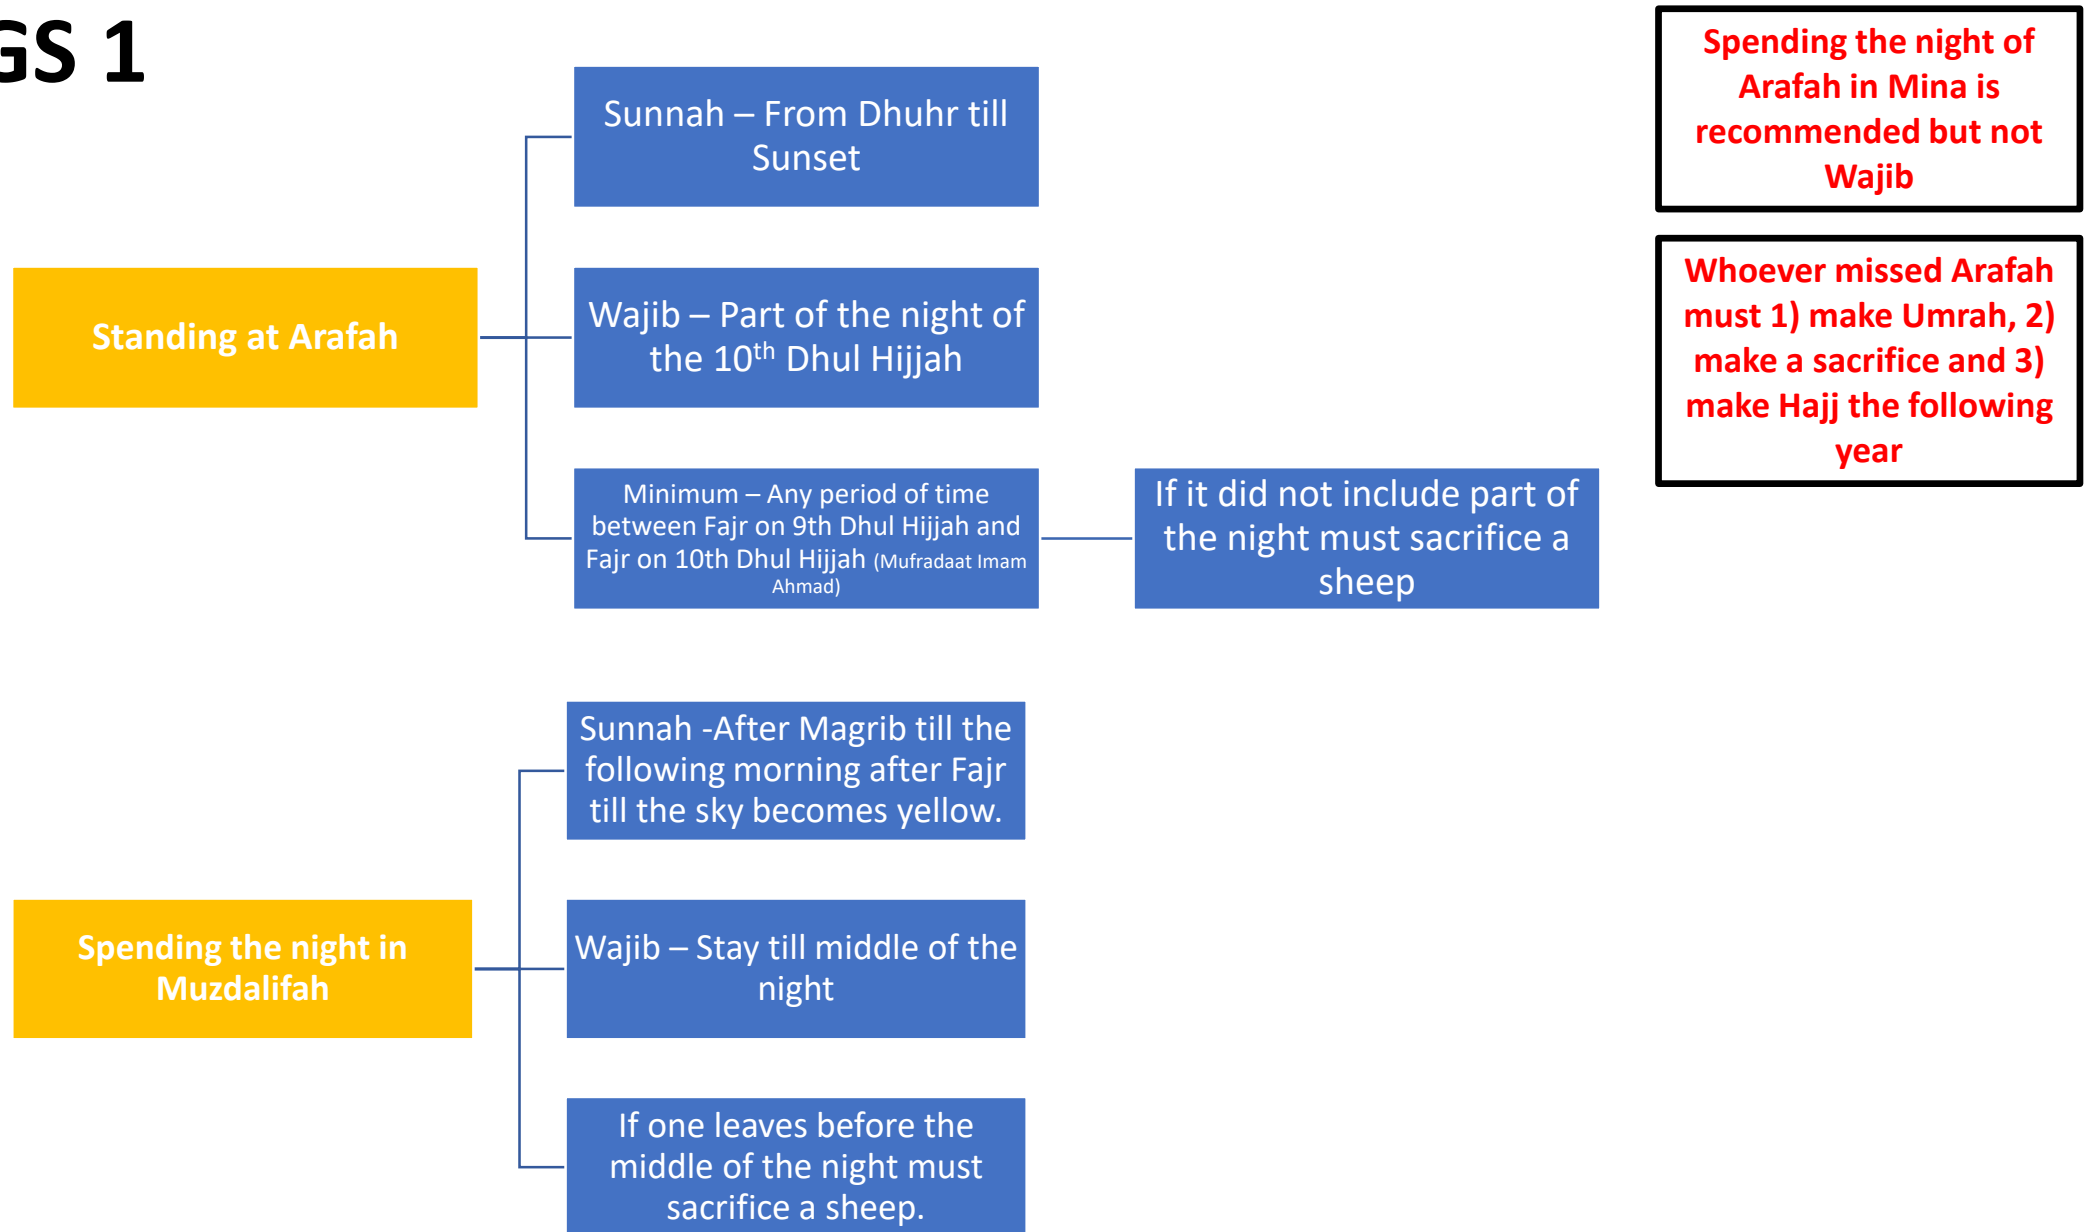 GS 1
Sunnah – From Dhuhr till
Sunset
Standing at Arafah
Wajib – Part of the night of
the 10th Dhul Hijjah
Minimum – Any period of time
between Fajr on 9th Dhul Hijjah and
Fajr on 10th Dhul Hijjah (Mufradaat Imam
Ahmad)
If it did not include part of
the night must sacrifice a
sheep
Spending the night of
Arafah in Mina is
recommended but not
Wajib
Whoever missed Arafah
must 1) make Umrah, 2)
make a sacrifice and 3)
make Hajj the following
year
Sunnah -After Magrib till the
following morning after Fajr
till the sky becomes yellow.
Spending the night in
Muzdalifah
Wajib – Stay till middle of the
night
If one leaves before the
middle of the night must
sacrifice a sheep.